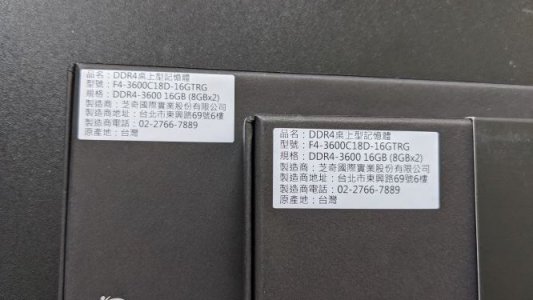 品名：DDR4桌上型記憶體
型號：F4-3600C18D-16GTRG
規格：DDR4-3600 16GB (8GBx2)
製造商：芝奇國際實業股份有限公司
製造商地址：台北市東興路69號6樓
製造商電話：02-2766-7889
原產地：台灣
品名：DDR4桌上型記憶體
型號：F4-3600C18D-16GTRG
規格：DDR4-3600 16GB (8GBx2)
製造商：芝奇國際實業股份有限公司
製造商地址：台北市東興路69號6樓
製造商電話：02-2766-7889
原產地：台灣